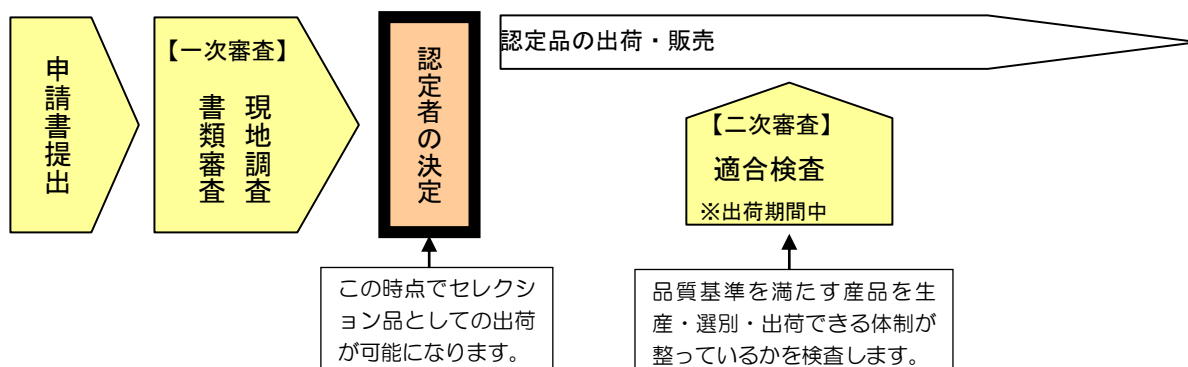 申請書提出
【一次審査】
現地調査
書類審査
認定者の決定
認定品の出荷・販売
【二次審査】
適合検査
※出荷期間中
この時点でセレクシ
ョン品としての出荷
が可能になります。
品質基準を満たす産品を生
産・選別・出荷できる体制が
整っているかを検査します。